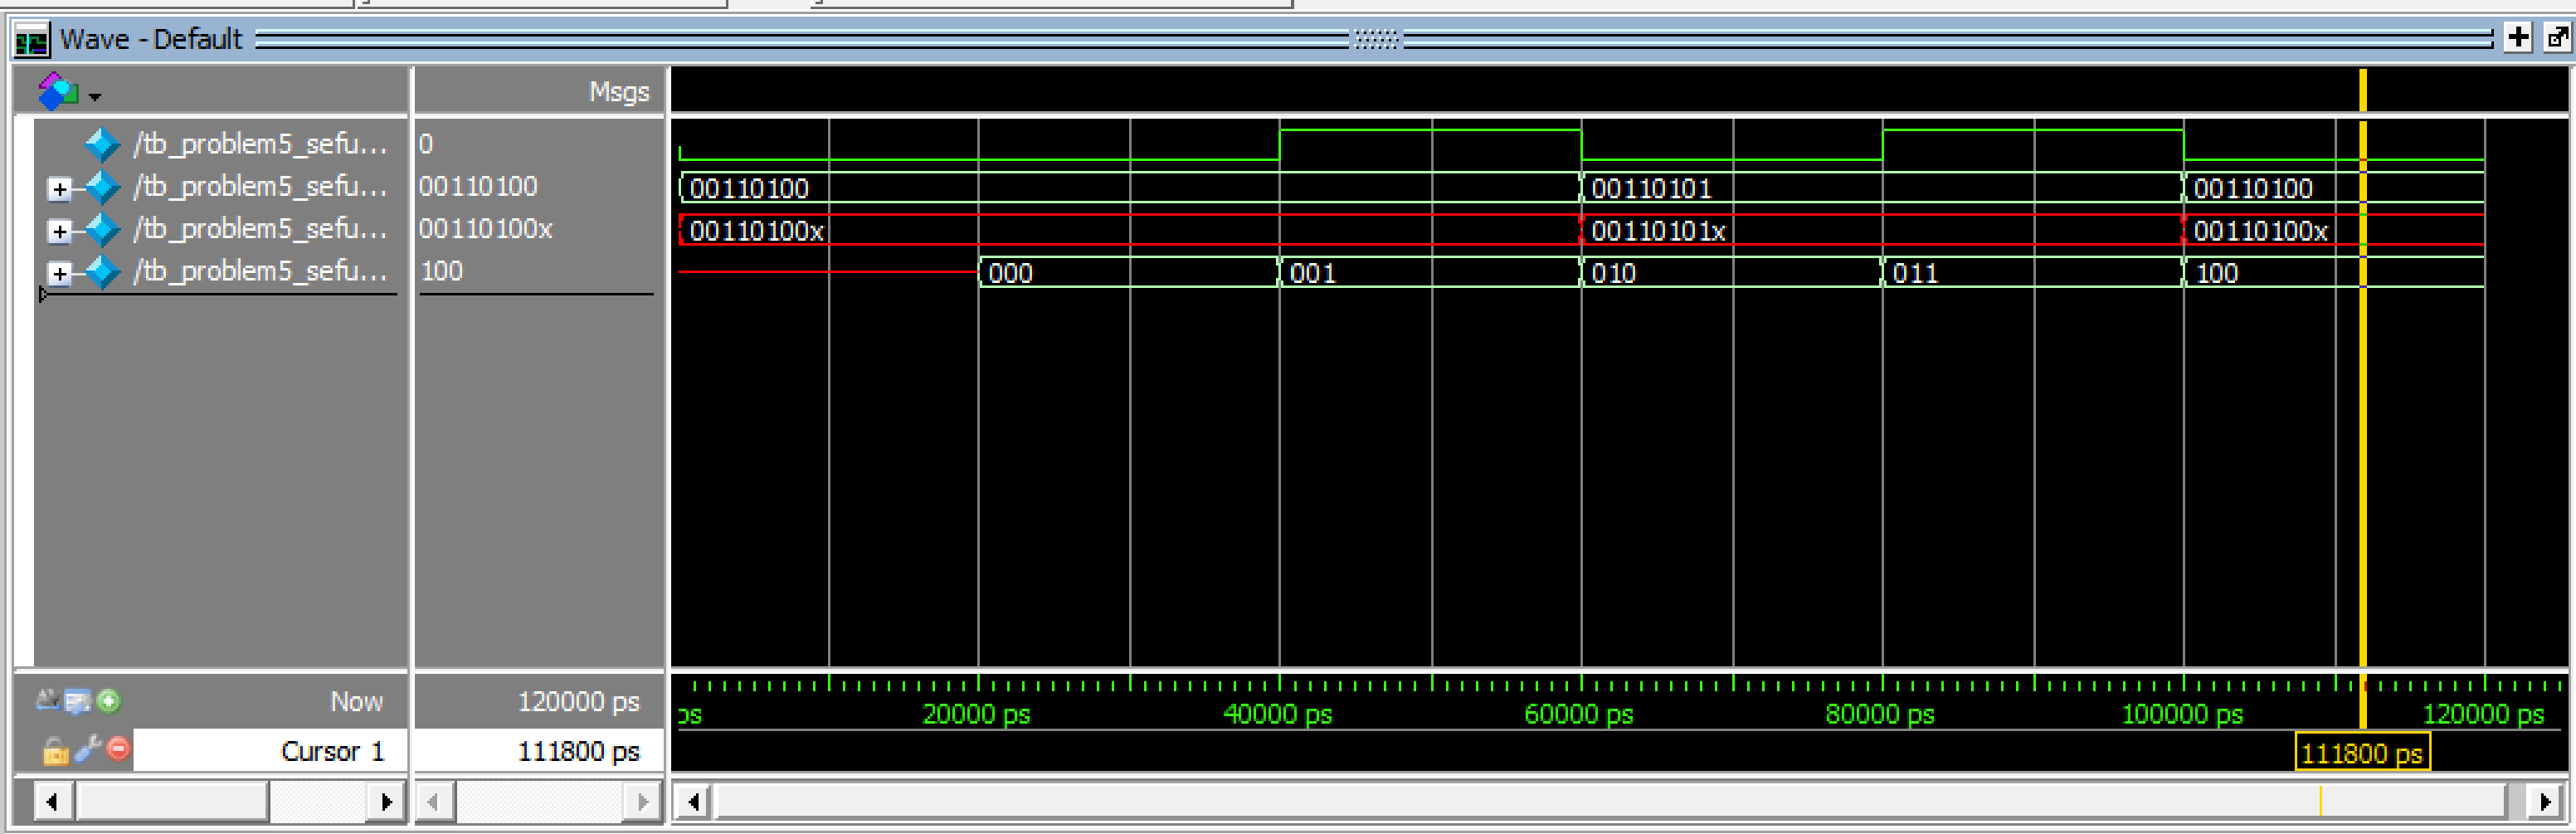 Wave - Default
Msgs
/tb_problem5_sefu... 0
/tb_problem5_sefu... 00110100 00110100 00110101 00110100
/tb_problem5_sefu... 00110100x 00110100x 00110101x 00110100x
/tb_problem5_sefu... 100 000 001 010 011 100
Now 120000 ps ps 20000 ps 40000 ps 60000 ps 80000 ps 100000 ps 120000 ps
Cursor 1 111800 ps 111800 ps